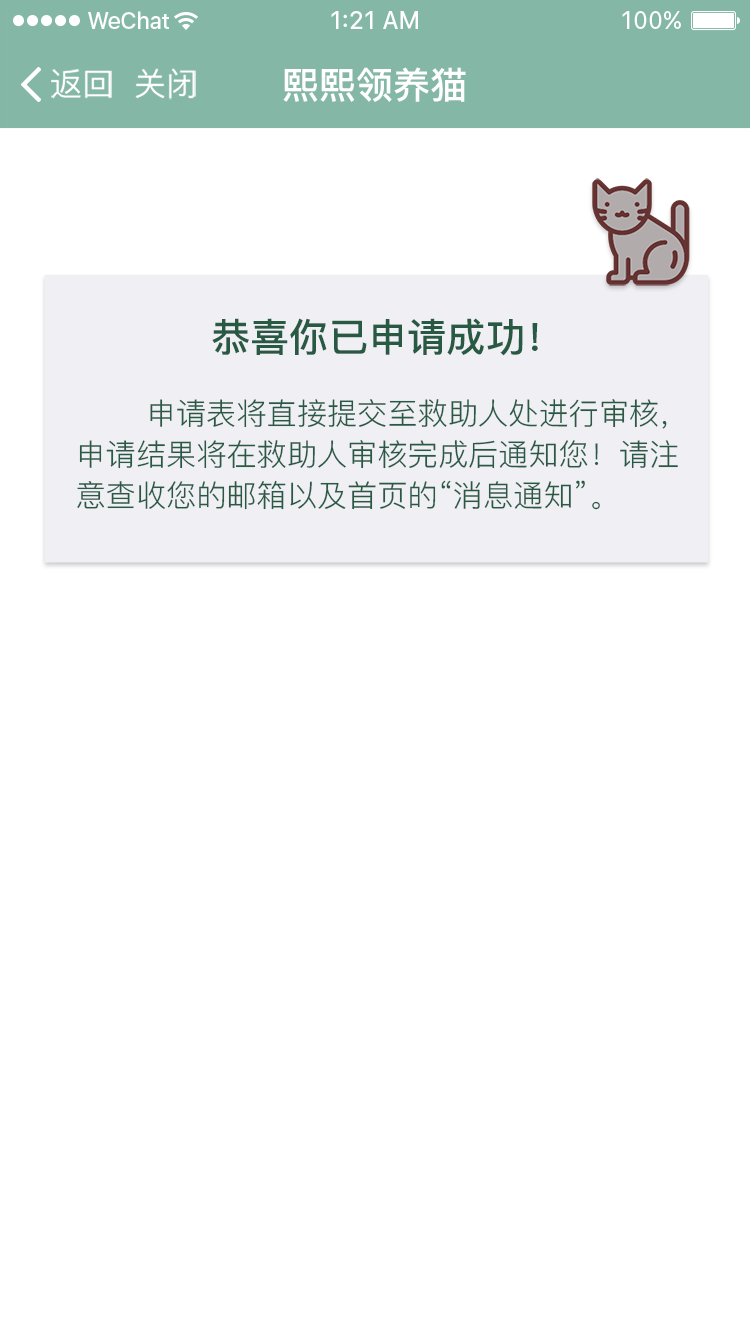 WeChat 1:21 AM 100%
返回 关闭 熙熙领养猫
恭喜你已申请成功！
申请表将直接提交至救助人处进行审核，
申请结果将在救助人审核完成后通知您！请注
意查收您的邮箱以及首页的“消息通知”。